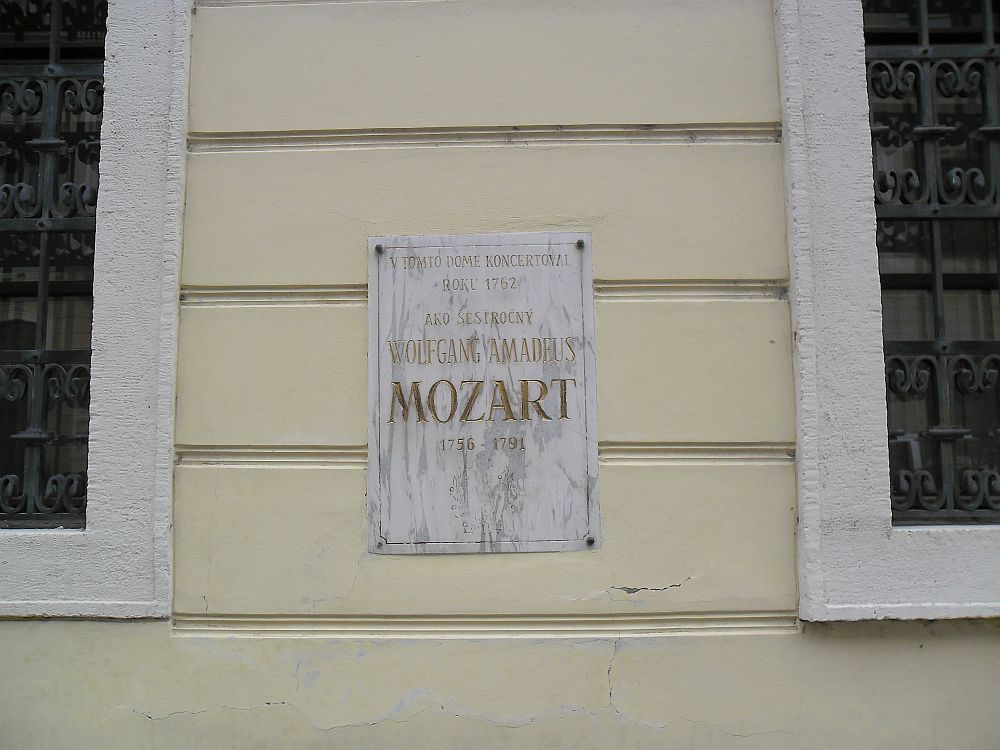 V TOMTO DOME KONCERTOVAL
ROKU 1762
AKO ŠESŤROČNÝ
WOLFGANG AMADEUS
MOZART
1756 - 1791